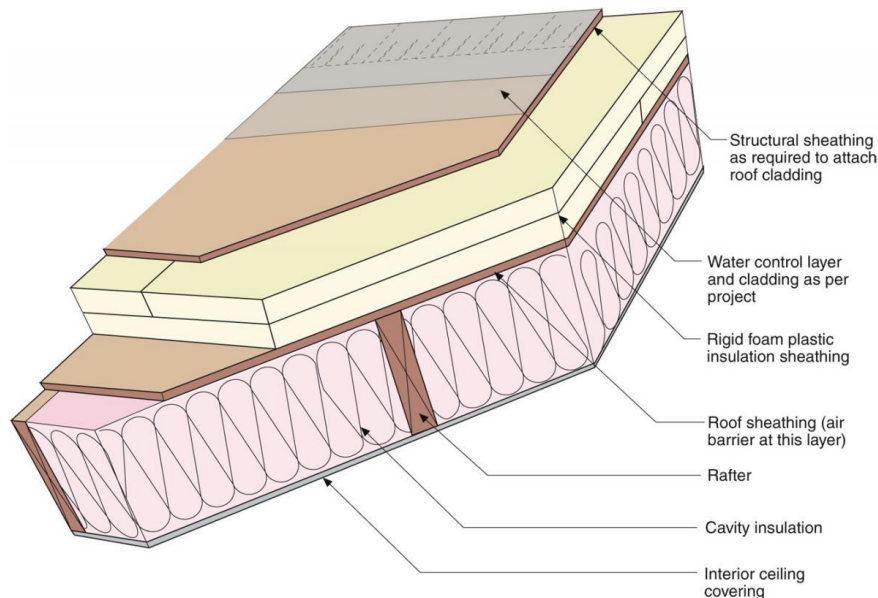 Structural sheathing
as required to attach
roof cladding
Water control layer
and cladding as per
project
Rigid foam plastic
insulation sheathing
Roof sheathing (air
barrier at this layer)
Rafter
Cavity insulation
Interior ceiling
covering